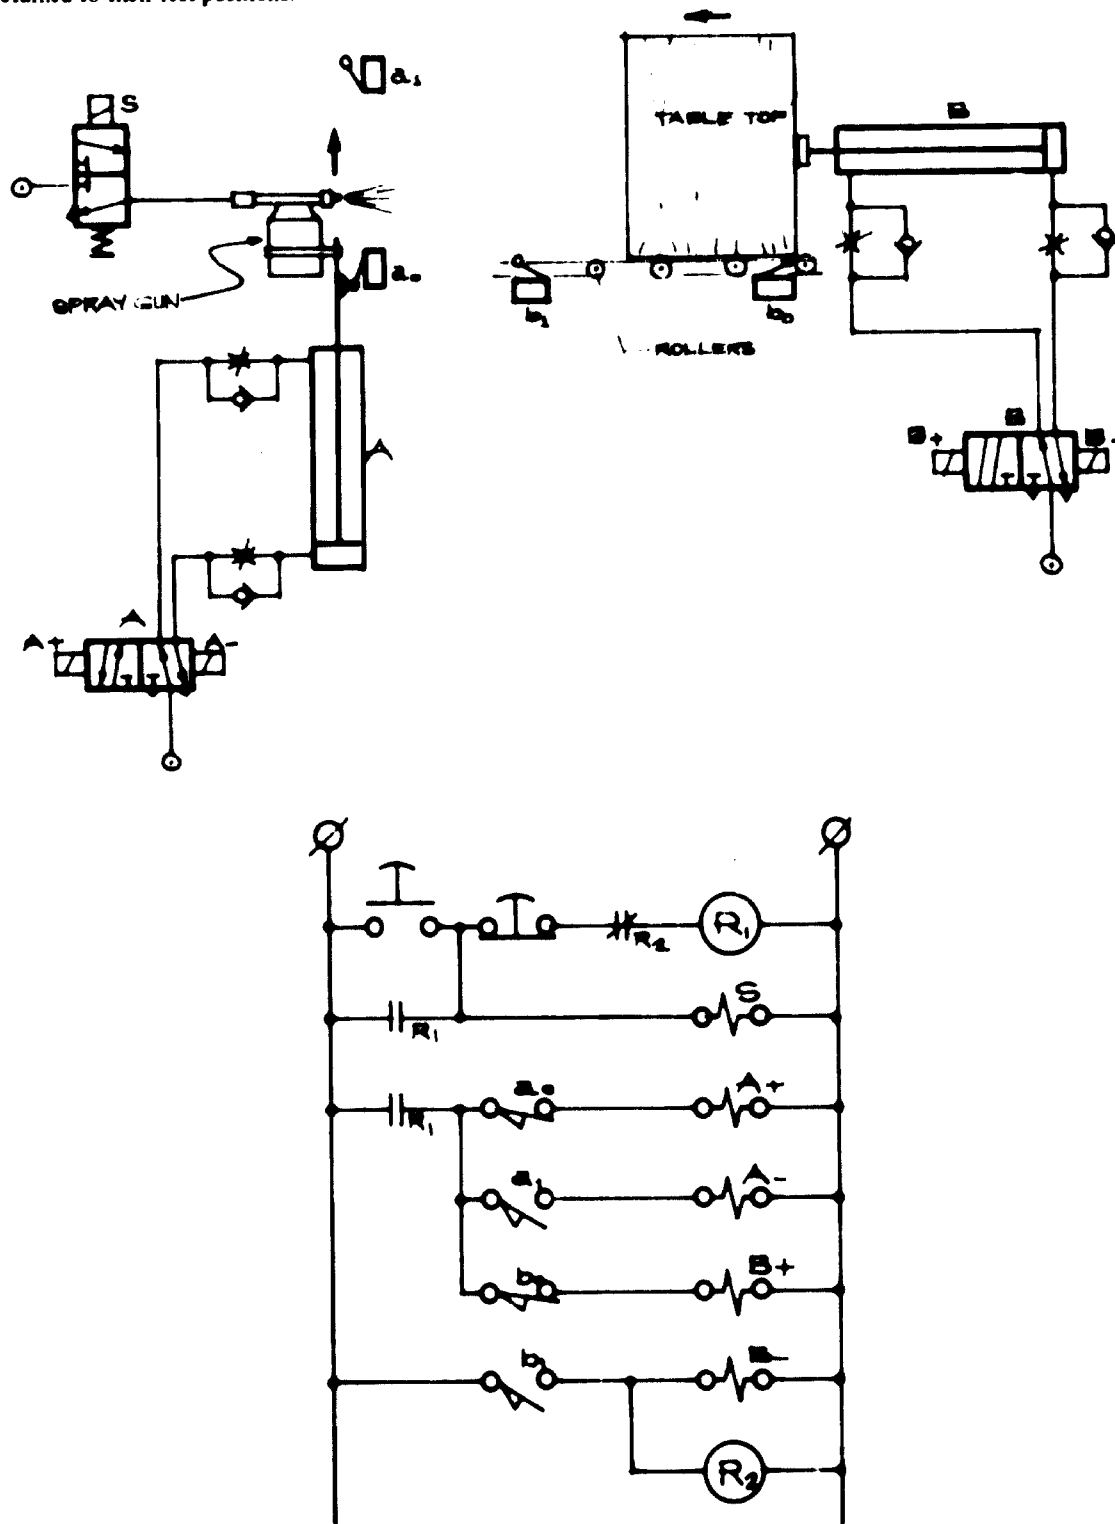 a₁
S
TABLE TOP
B
SPRAY GUN
a₀
b₁
b₀
ROLLERS
A
B
B+
B-
A
A+
A-
R₂
R₁
S
R₁
a₀
A+
R₁
a₁
A-
b₀
B+
b₁
B-
R₂